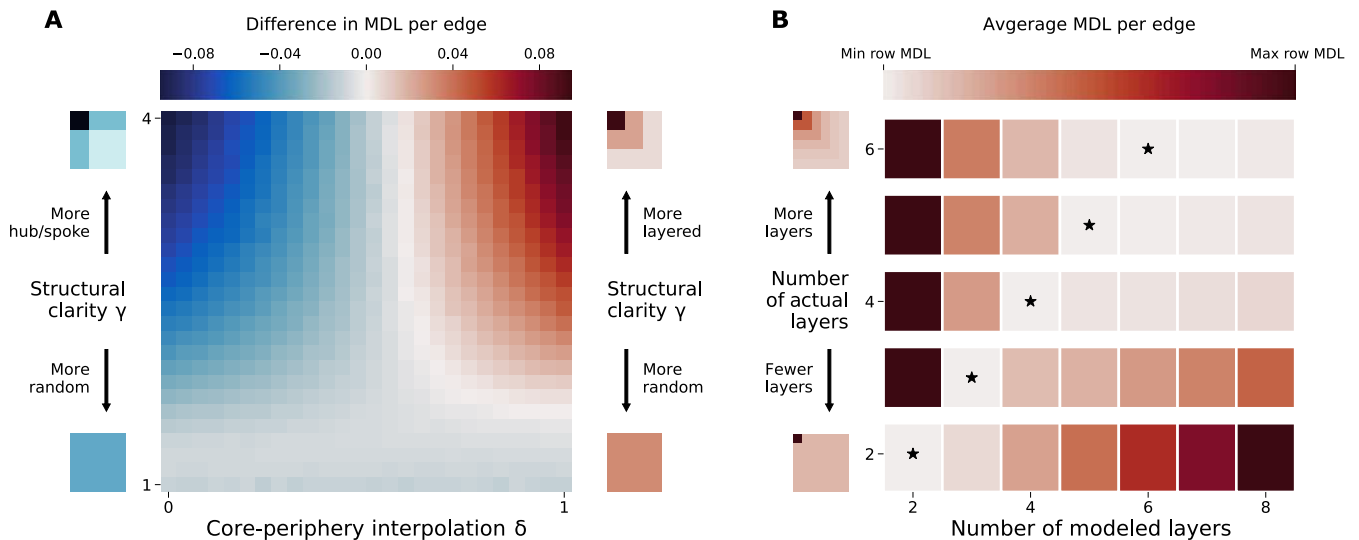 A
Difference in MDL per edge
−0.08
−0.04
0.00
0.04
0.08
4
1
0
1
Core-periphery interpolation δ
More
hub/spoke
Structural
clarity γ
More
random
More
layered
Structural
clarity γ
More
random
B
Avgerage MDL per edge
Min row MDL
Max row MDL
More
layers
Number
of actual
layers
Fewer
layers
6
4
2
2
4
6
8
Number of modeled layers